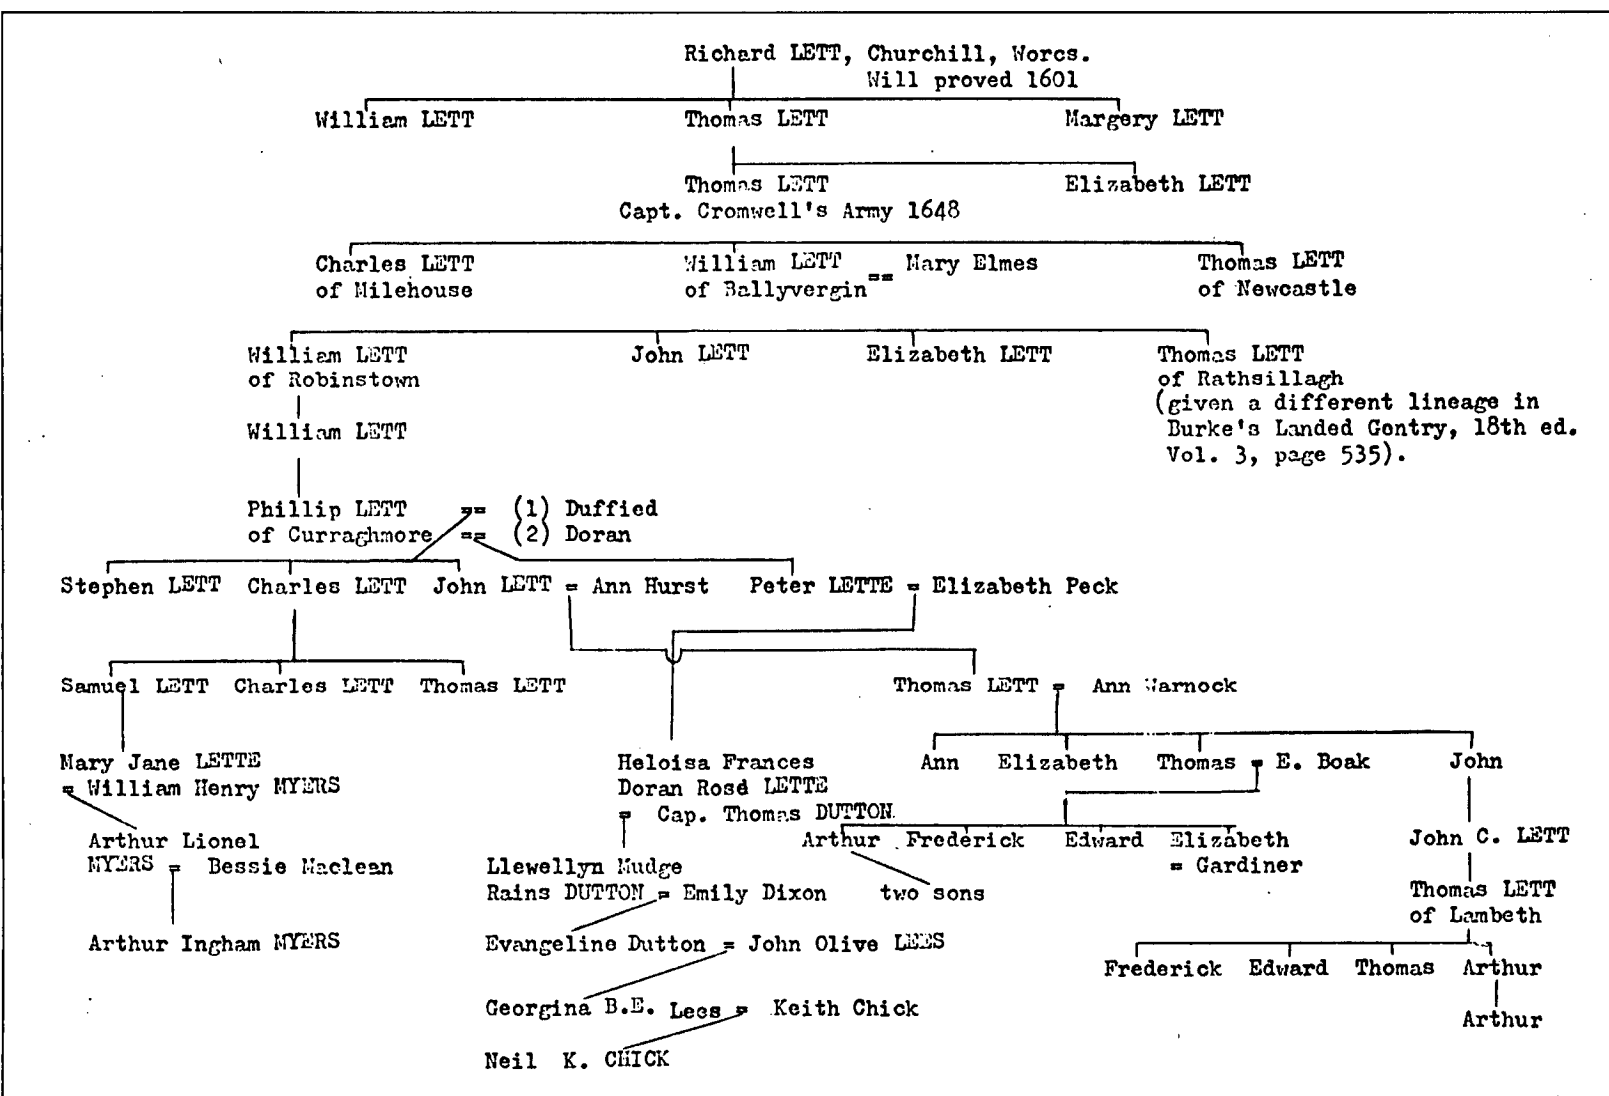 Richard LETT, Churchill, Worcs.
Will proved 1601
William LETT Thomas LETT Margery LETT
Thomas LETT Elizabeth LETT
Capt. Cromwell's Army 1648
Charles LETT William LETT == Mary Elmes Thomas LETT
of Milehouse of Ballyvergin of Newcastle
William LETT John LETT Elizabeth LETT Thomas LETT
of Robinstown of Rathsillagh
(given a different lineage in
William LETT Burke's Landed Gentry, 18th ed.
Vol. 3, page 535).
Phillip LETT == (1) Duffied
of Curraghmore == (2) Doran
Stephen LETT Charles LETT John LETT = Ann Hurst Peter LETTE = Elizabeth Peck
Samuel LETT Charles LETT Thomas LETT Thomas LETT = Ann Warnock
Mary Jane LETTE Heloisa Frances Ann Elizabeth Thomas = E. Boak John
= William Henry MYERS Doran Rosd LETTE
= Cap. Thomas DUTTON.
Arthur Lionel Arthur Frederick Edward Elizabeth John C. LETT
MYERS = Bessie Maclean Llewellyn Mudge = Gardiner
Rains DUTTON = Emily Dixon two sons Thomas LETT
of Lambeth
Arthur Ingham MYERS Evangeline Dutton = John Olive LEES
Frederick Edward Thomas Arthur
Georgina B.E. Lees = Keith Chick
Arthur
Neil K. CHICK